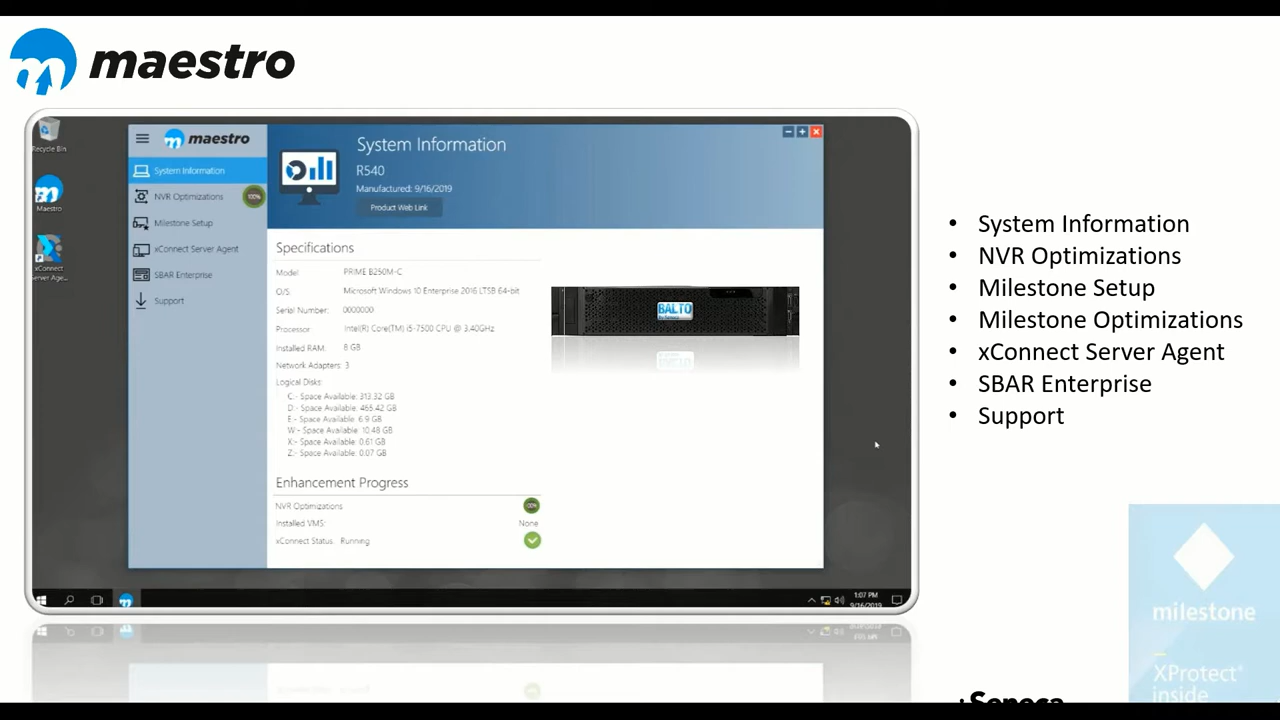 maestro
Recycle Bin
Maestro
xConnect
Server Age...
maestro
System Information
NVR Optimizations
100%
Milestone Setup
xConnect Server Agent
SBAR Enterprise
Support
System Information
R540
Manufactured: 9/16/2019
Product Web Link
Specifications
Model PRIME B250M-C
O/S: Microsoft Windows 10 Enterprise 2016 LTSB 64-bit
Serial Number: 0000000
Processor: Intel(R) Core(TM) i5-7500 CPU @ 3.40GHz
Installed RAM: 8 GB
Network Adapters: 3
Logical Disks:
C:- Space Available: 313.32 GB
D:- Space Available: 465.42 GB
E:- Space Available: 6.9 GB
W:- Space Available: 10.48 GB
X:- Space Available: 0.61 GB
Z:- Space Available: 0.07 GB
BALTO
Enhancement Progress
NVR Optimizations 100%
Installed VMS: None
xConnect Status: Running
1:07 PM
9/16/2019
• System Information
• NVR Optimizations
• Milestone Setup
• Milestone Optimizations
• xConnect Server Agent
• SBAR Enterprise
• Support
milestone
XProtect®
inside
Seneca